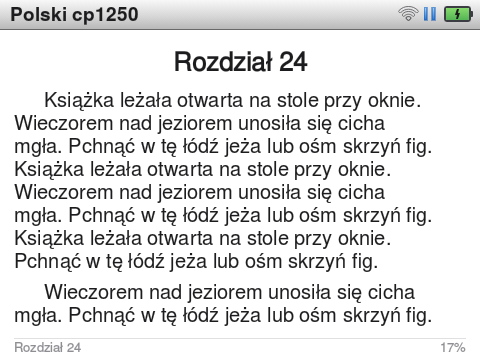 Polski cp1250
Rozdział 24
Książka leżała otwarta na stole przy oknie.
Wieczorem nad jeziorem unosiła się cicha
mgła. Pchnąć w tę łódź jeża lub ośm skrzyń fig.
Książka leżała otwarta na stole przy oknie.
Wieczorem nad jeziorem unosiła się cicha
mgła. Pchnąć w tę łódź jeża lub ośm skrzyń fig.
Książka leżała otwarta na stole przy oknie.
Pchnąć w tę łódź jeża lub ośm skrzyń fig.
Wieczorem nad jeziorem unosiła się cicha
mgła. Pchnąć w tę łódź jeża lub ośm skrzyń fig.
Rozdział 24 17%